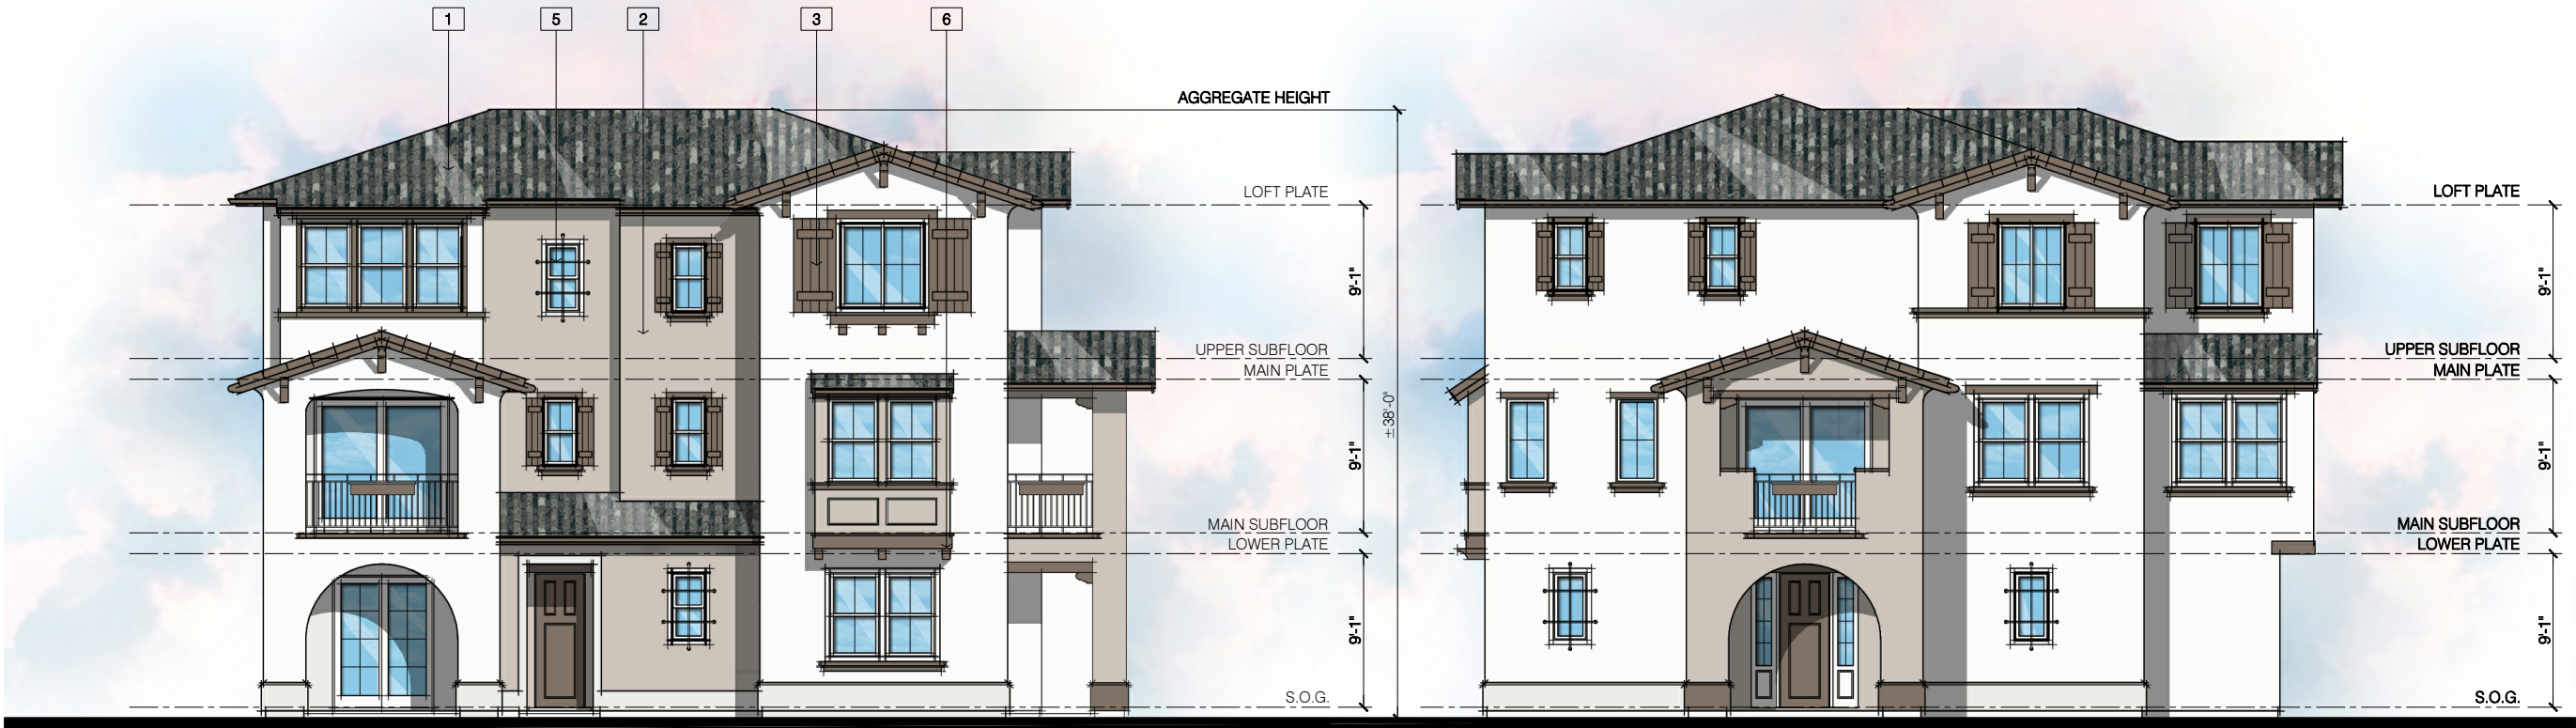 1 5 2 3 6
AGGREGATE HEIGHT
LOFT PLATE
9'-1"
UPPER SUBFLOOR
MAIN PLATE
9'-1"
±38'-0"
MAIN SUBFLOOR
LOWER PLATE
9'-1"
S.O.G.
LOFT PLATE
9'-1"
UPPER SUBFLOOR
MAIN PLATE
9'-1"
MAIN SUBFLOOR
LOWER PLATE
9'-1"
S.O.G.